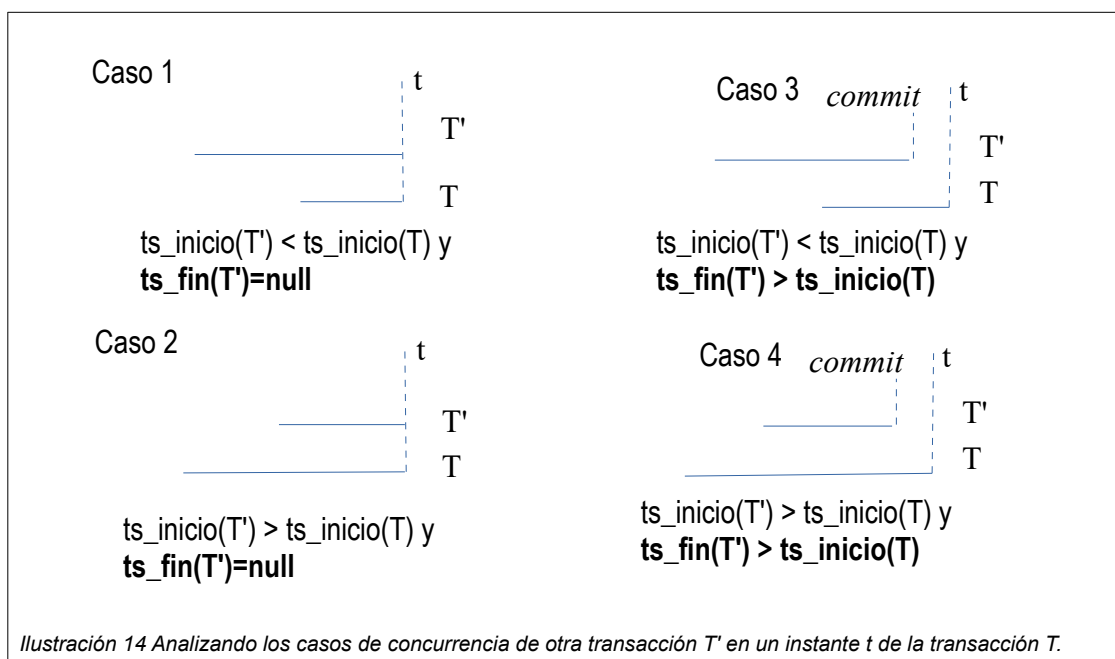 Caso 1
t
T'
T
ts_inicio(T') < ts_inicio(T) y
ts_fin(T')=null
Caso 3 commit t
T'
T
ts_inicio(T') < ts_inicio(T) y
ts_fin(T') > ts_inicio(T)
Caso 2
t
T'
T
ts_inicio(T') > ts_inicio(T) y
ts_fin(T')=null
Caso 4 commit t
T'
T
ts_inicio(T') > ts_inicio(T) y
ts_fin(T') > ts_inicio(T)
Ilustración 14 Analizando los casos de concurrencia de otra transacción T' en un instante t de la transacción T.